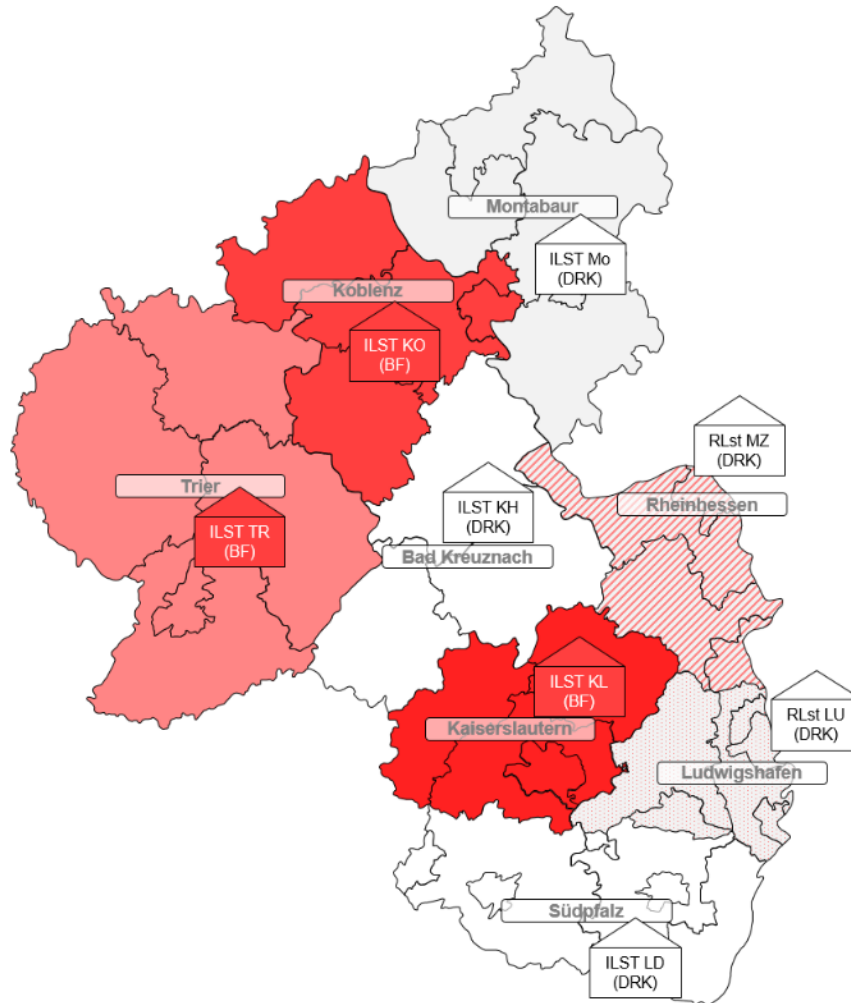 Montabaur
ILST Mo
(DRK)
Koblenz
ILST KO
(BF)
RLst MZ
(DRK)
Trier
ILST TR
(BF)
ILST KH
(DRK)
Rheinhessen
Bad Kreuznach
ILST KL
(BF)
Kaiserslautern
RLst LU
(DRK)
Ludwigshafen
Südpfalz
ILST LD
(DRK)